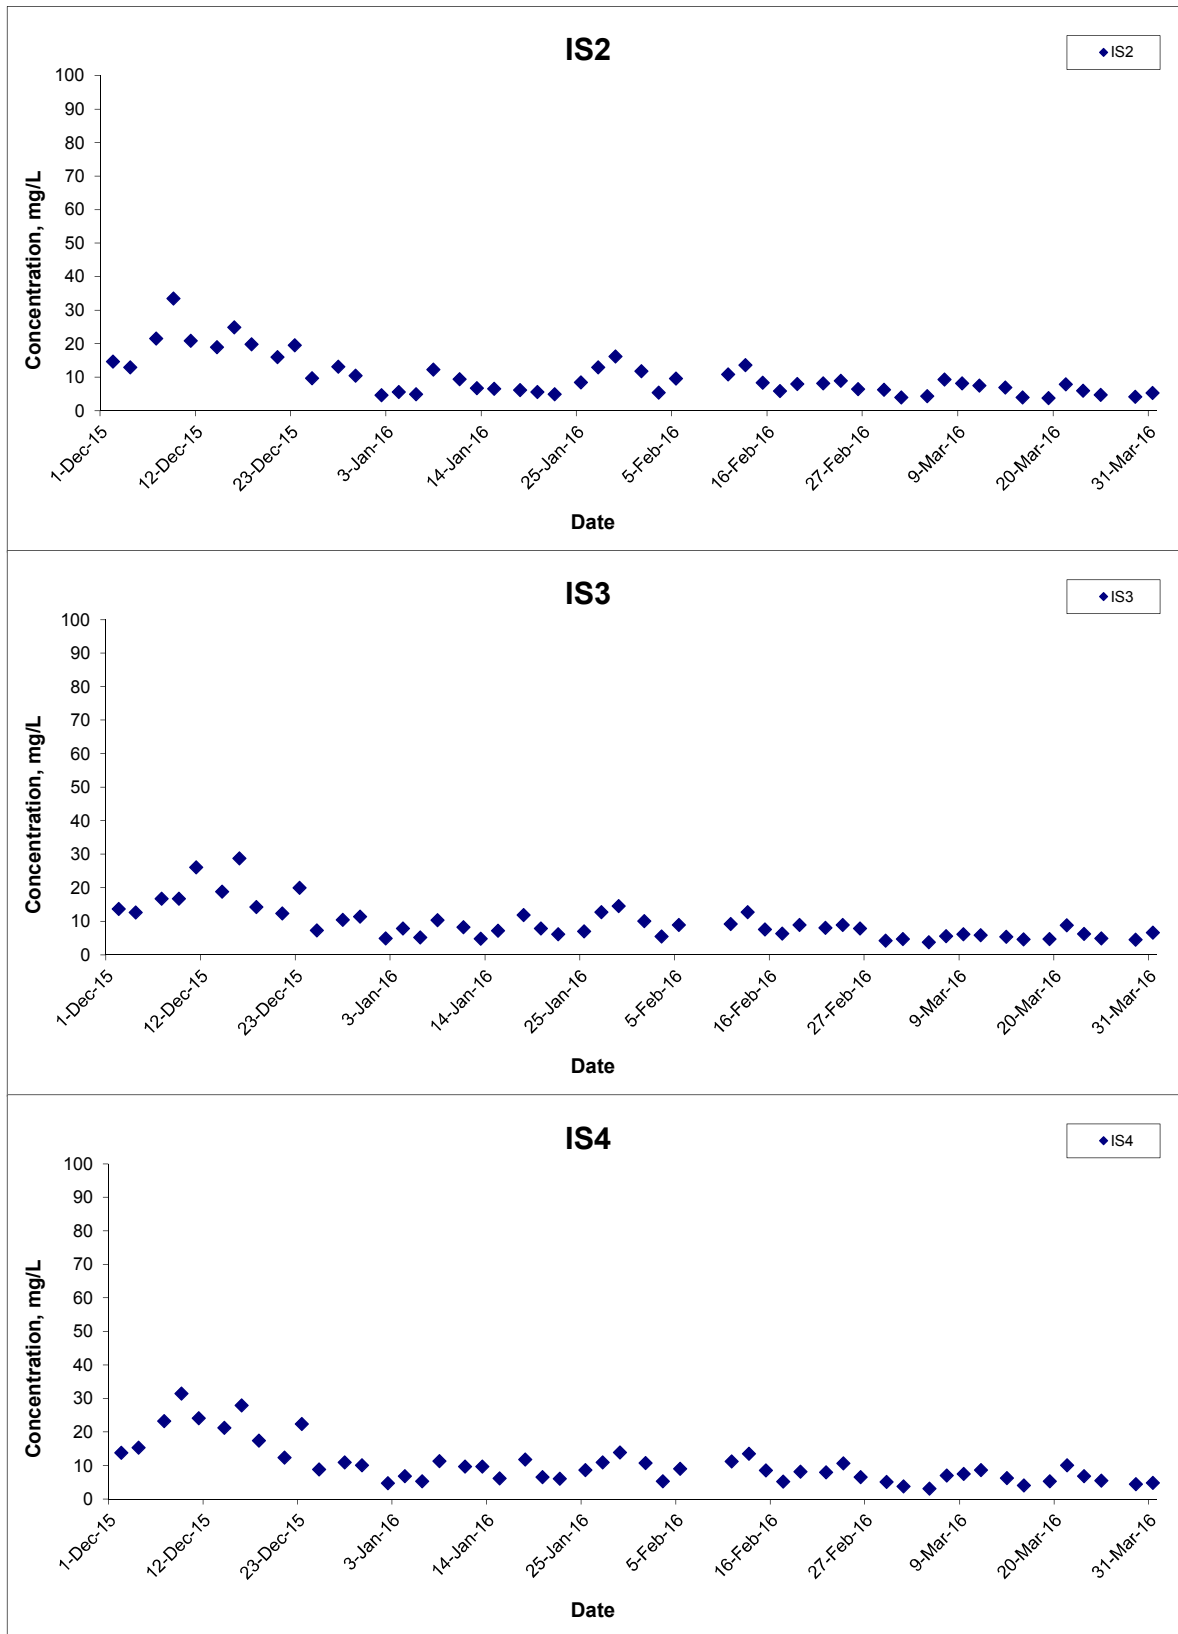 IS2
IS2
Concentration, mg/L
100
90
80
70
60
50
40
30
20
10
0
1-Dec-15
12-Dec-15
23-Dec-15
3-Jan-16
14-Jan-16
25-Jan-16
5-Feb-16
16-Feb-16
27-Feb-16
9-Mar-16
20-Mar-16
31-Mar-16
Date
IS3
IS3
Concentration, mg/L
100
90
80
70
60
50
40
30
20
10
0
1-Dec-15
12-Dec-15
23-Dec-15
3-Jan-16
14-Jan-16
25-Jan-16
5-Feb-16
16-Feb-16
27-Feb-16
9-Mar-16
20-Mar-16
31-Mar-16
Date
IS4
IS4
Concentration, mg/L
100
90
80
70
60
50
40
30
20
10
0
1-Dec-15
12-Dec-15
23-Dec-15
3-Jan-16
14-Jan-16
25-Jan-16
5-Feb-16
16-Feb-16
27-Feb-16
9-Mar-16
20-Mar-16
31-Mar-16
Date